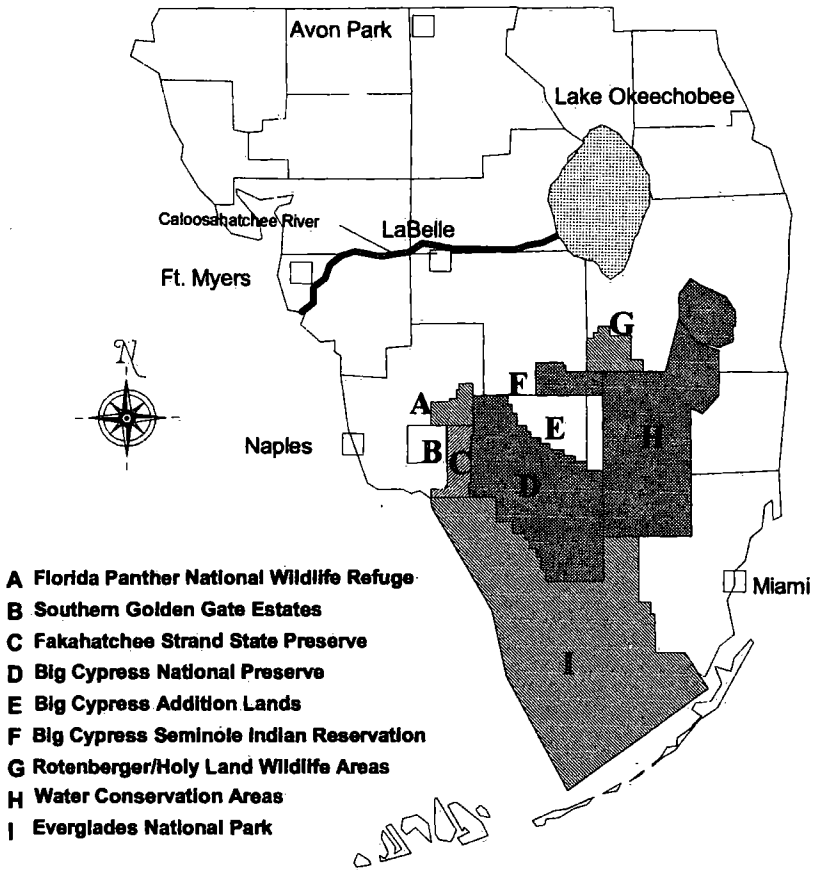 Avon Park
Lake Okeechobee
Caloosahatchee River
LaBelle
Ft. Myers
G
N
F
A
E
Naples
B
C
H
D
A Florida Panther National Wildlife Refuge
B Southern Golden Gate Estates
Miami
C Fakahatchee Strand State Preserve
D Big Cypress National Preserve
I
E Big Cypress Addition Lands
F Big Cypress Seminole Indian Reservation
G Rotenberger/Holy Land Wildlife Areas
H Water Conservation Areas
I Everglades National Park